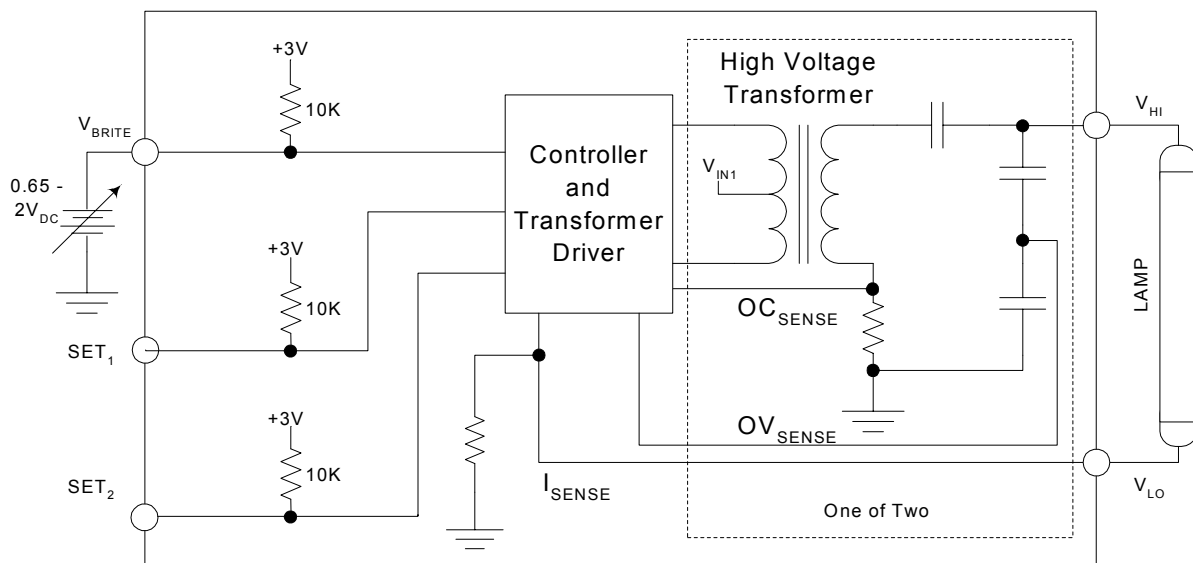 +3V
10K
V_BRITE
0.65 -
2V_DC
+3V
10K
SET_1
+3V
10K
SET_2
Controller
and
Transformer
Driver
High Voltage
Transformer
V_IN1
OC_SENSE
OV_SENSE
I_SENSE
One of Two
V_HI
LAMP
V_LO